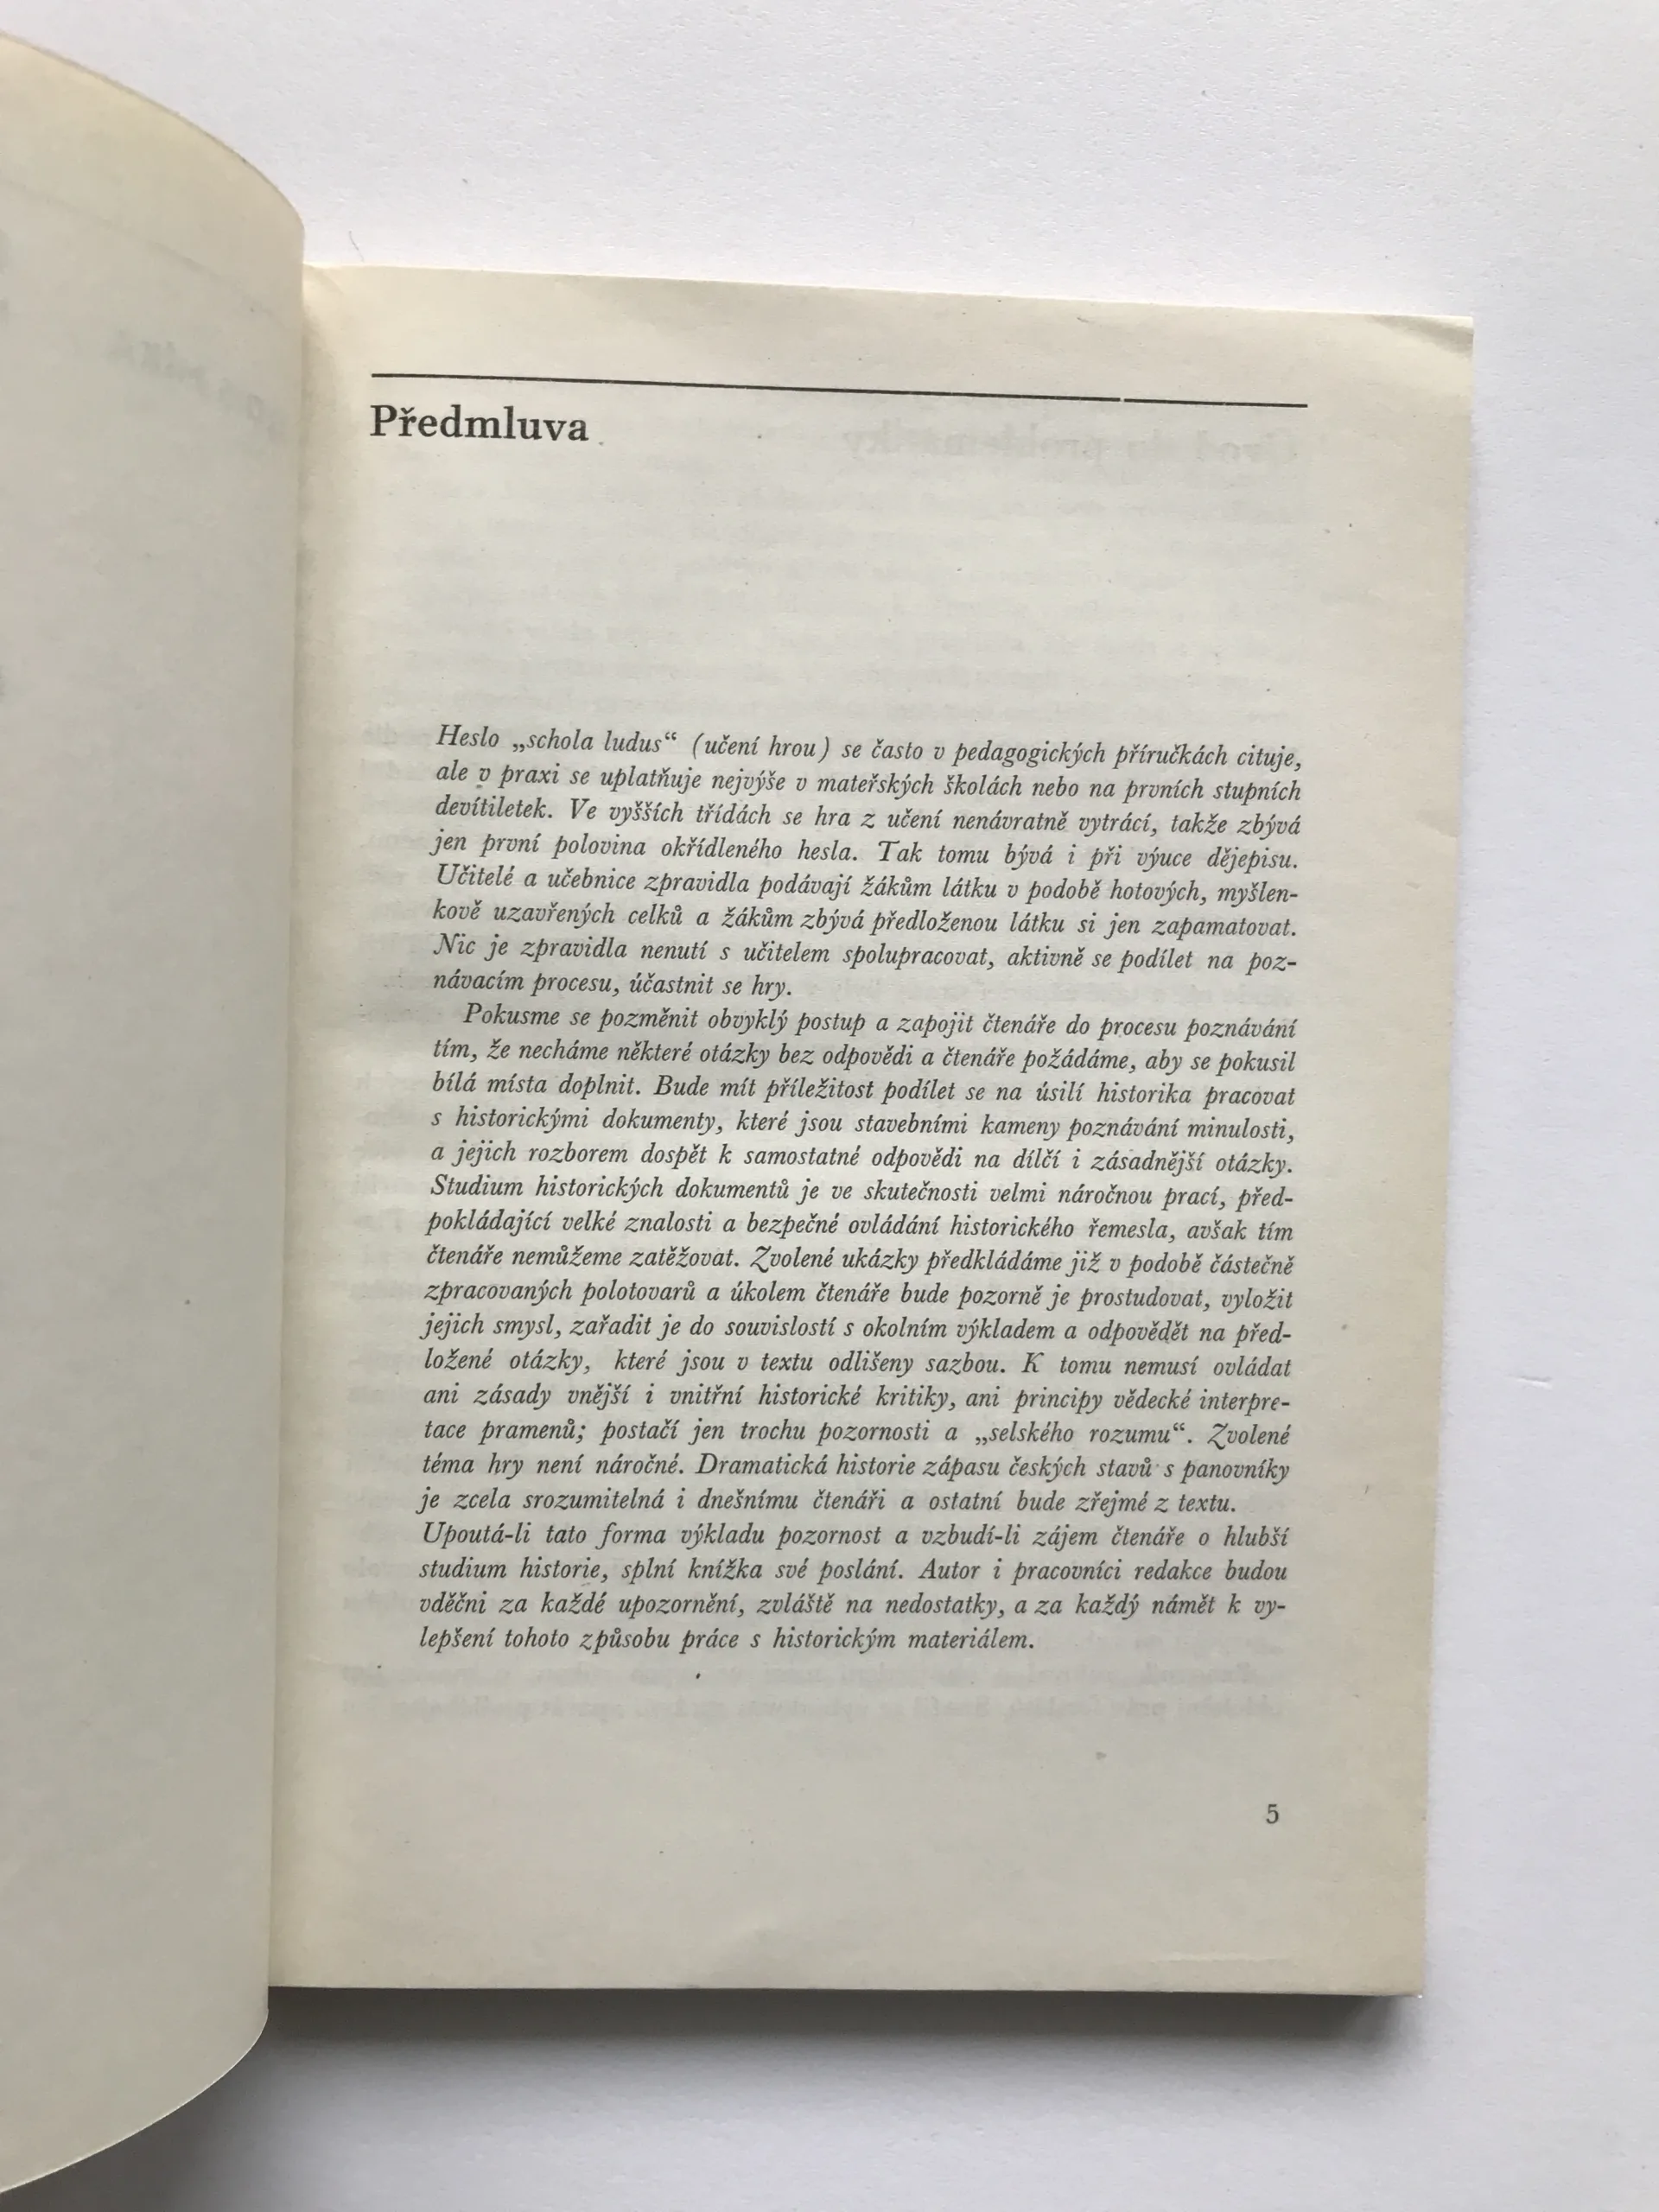 Předmluva
Heslo „schola ludus“ (učení hrou) se často v pedagogických příručkách cituje,
ale v praxi se uplatňuje nejvýše v mateřských školách nebo na prvních stupních
devítiletek. Ve vyšších třídách se hra z učení nenávratně vytrácí, takže zbývá
jen první polovina okřídleného hesla. Tak tomu bývá i při výuce dějepisu.
Učitelé a učebnice zpravidla podávají žákům látku v podobě hotových, myšlen-
kově uzavřených celků a žákům zbývá předloženou látku si jen zapamatovat.
Nic je zpravidla nenutí s učitelem spolupracovat, aktivně se podílet na poz-
návacím procesu, účastnit se hry.
Pokusme se pozměnit obvyklý postup a zapojit čtenáře do procesu poznávání
tím, že necháme některé otázky bez odpovědi a čtenáře požádáme, aby se pokusil
bílá místa doplnit. Bude mít příležitost podílet se na úsilí historika pracovat
s historickými dokumenty, které jsou stavebními kameny poznávání minulosti,
a jejich rozborem dospět k samostatné odpovědi na dílčí i zásadnější otázky.
Studium historických dokumentů je ve skutečnosti velmi náročnou prací, před-
pokládající velké znalosti a bezpečné ovládání historického řemesla, avšak tím
čtenáře nemůžeme zatěžovat. Zvolené ukázky předkládáme již v podobě částečně
zpracovaných polotovarů a úkolem čtenáře bude pozorně je prostudovat, vyložit
jejich smysl, zařadit je do souvislostí s okolním výkladem a odpovědět na před-
ložené otázky, které jsou v textu odlišeny sazbou. K tomu nemusí ovládat
ani zásady vnější i vnitřní historické kritiky, ani principy vědecké interpre-
tace pramenů; postačí jen trochu pozornosti a „selského rozumu“. Zvolené
téma hry není náročné. Dramatická historie zápasu českých stavů s panovníky
je zcela srozumitelná i dnešnímu čtenáři a ostatní bude zřejmé z textu.
Upoutá-li tato forma výkladu pozornost a vzbudí-li zájem čtenáře o hlubší
studium historie, splní knížka své poslání. Autor i pracovníci redakce budou
vděčni za každé upozornění, zvláště na nedostatky, a za každý námět k vy-
lepšení tohoto způsobu práce s historickým materiálem.
5